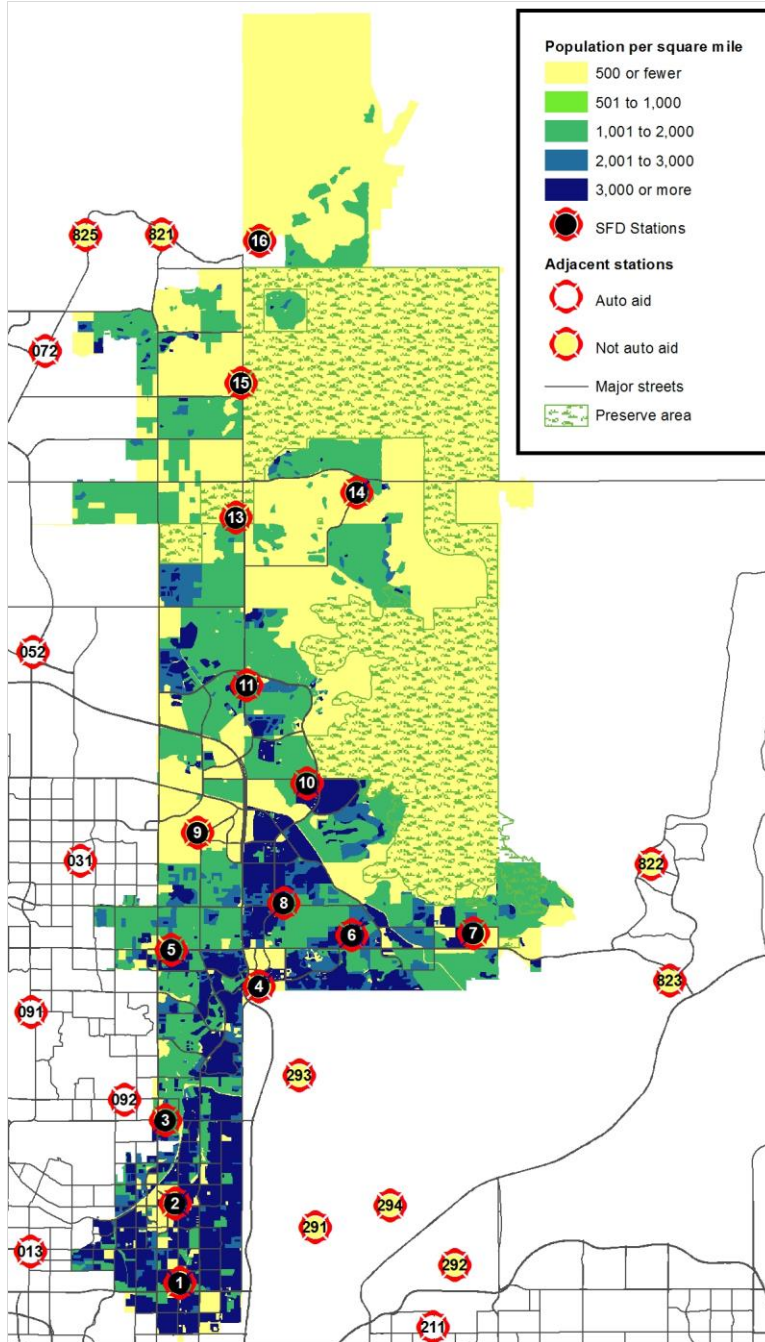 Population per square mile
500 or fewer
501 to 1,000
1,001 to 2,000
2,001 to 3,000
3,000 or more
SFD Stations
Adjacent stations
Auto aid
Not auto aid
Major streets
Preserve area
825
821
16
072
15
14
13
052
11
10
9
031
822
8
7
6
5
823
4
091
293
092
3
2
294
291
013
292
1
211